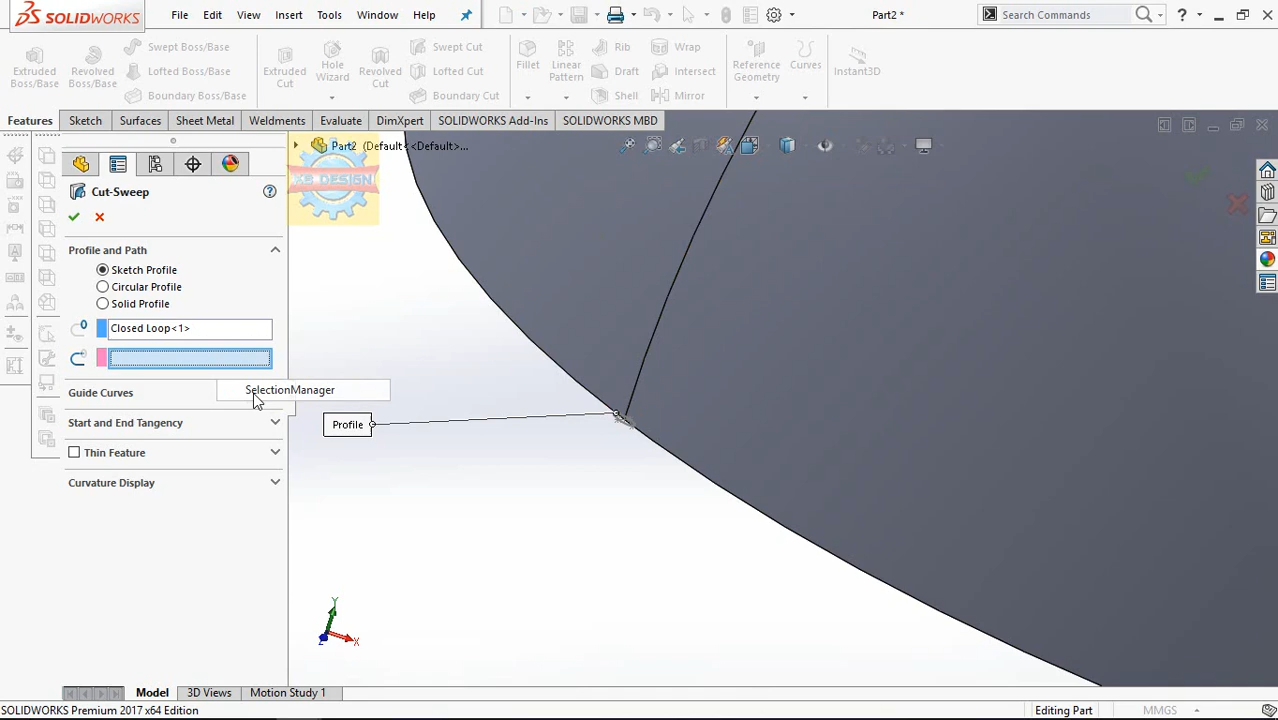 SOLIDWORKS
File Edit View Insert Tools Window Help
Part2 *
Search Commands
?
Extruded Boss/Base
Revolved Boss/Base
Swept Boss/Base
Lofted Boss/Base
Boundary Boss/Base
Extruded Cut
Hole Wizard
Revolved Cut
Swept Cut
Lofted Cut
Boundary Cut
Fillet
Linear Pattern
Rib
Draft
Shell
Wrap
Intersect
Mirror
Reference Geometry
Curves
Instant3D
Features Sketch Surfaces Sheet Metal Weldments Evaluate DimXpert SOLIDWORKS Add-Ins SOLIDWORKS MBD
Part2 (Default<<Default>...
KS DESIGN
Cut-Sweep
?
Profile and Path
Sketch Profile
Circular Profile
Solid Profile
Closed Loop<1>
SelectionManager
Guide Curves
Start and End Tangency
Thin Feature
Curvature Display
Profile
Y
X
Z
Model 3D Views Motion Study 1
SOLIDWORKS Premium 2017 x64 Edition
Editing Part
MMGS